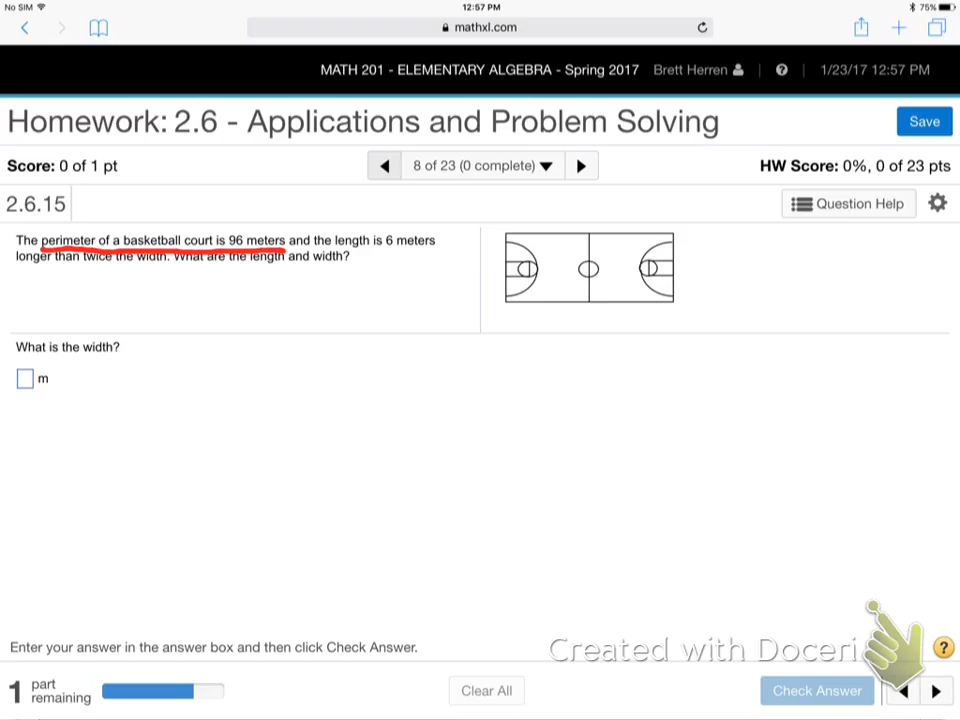 No SIM
12:57 PM
75%
mathxl.com
MATH 201 - ELEMENTARY ALGEBRA - Spring 2017 Brett Herren ? 1/23/17 12:57 PM
Homework: 2.6 - Applications and Problem Solving
Save
Score: 0 of 1 pt
8 of 23 (0 complete)
HW Score: 0%, 0 of 23 pts
2.6.15
Question Help
The perimeter of a basketball court is 96 meters and the length is 6 meters
longer than twice the width. What are the length and width?
What is the width?
m
Enter your answer in the answer box and then click Check Answer.
Created with Doceri
?
1 part
remaining
Clear All
Check Answer